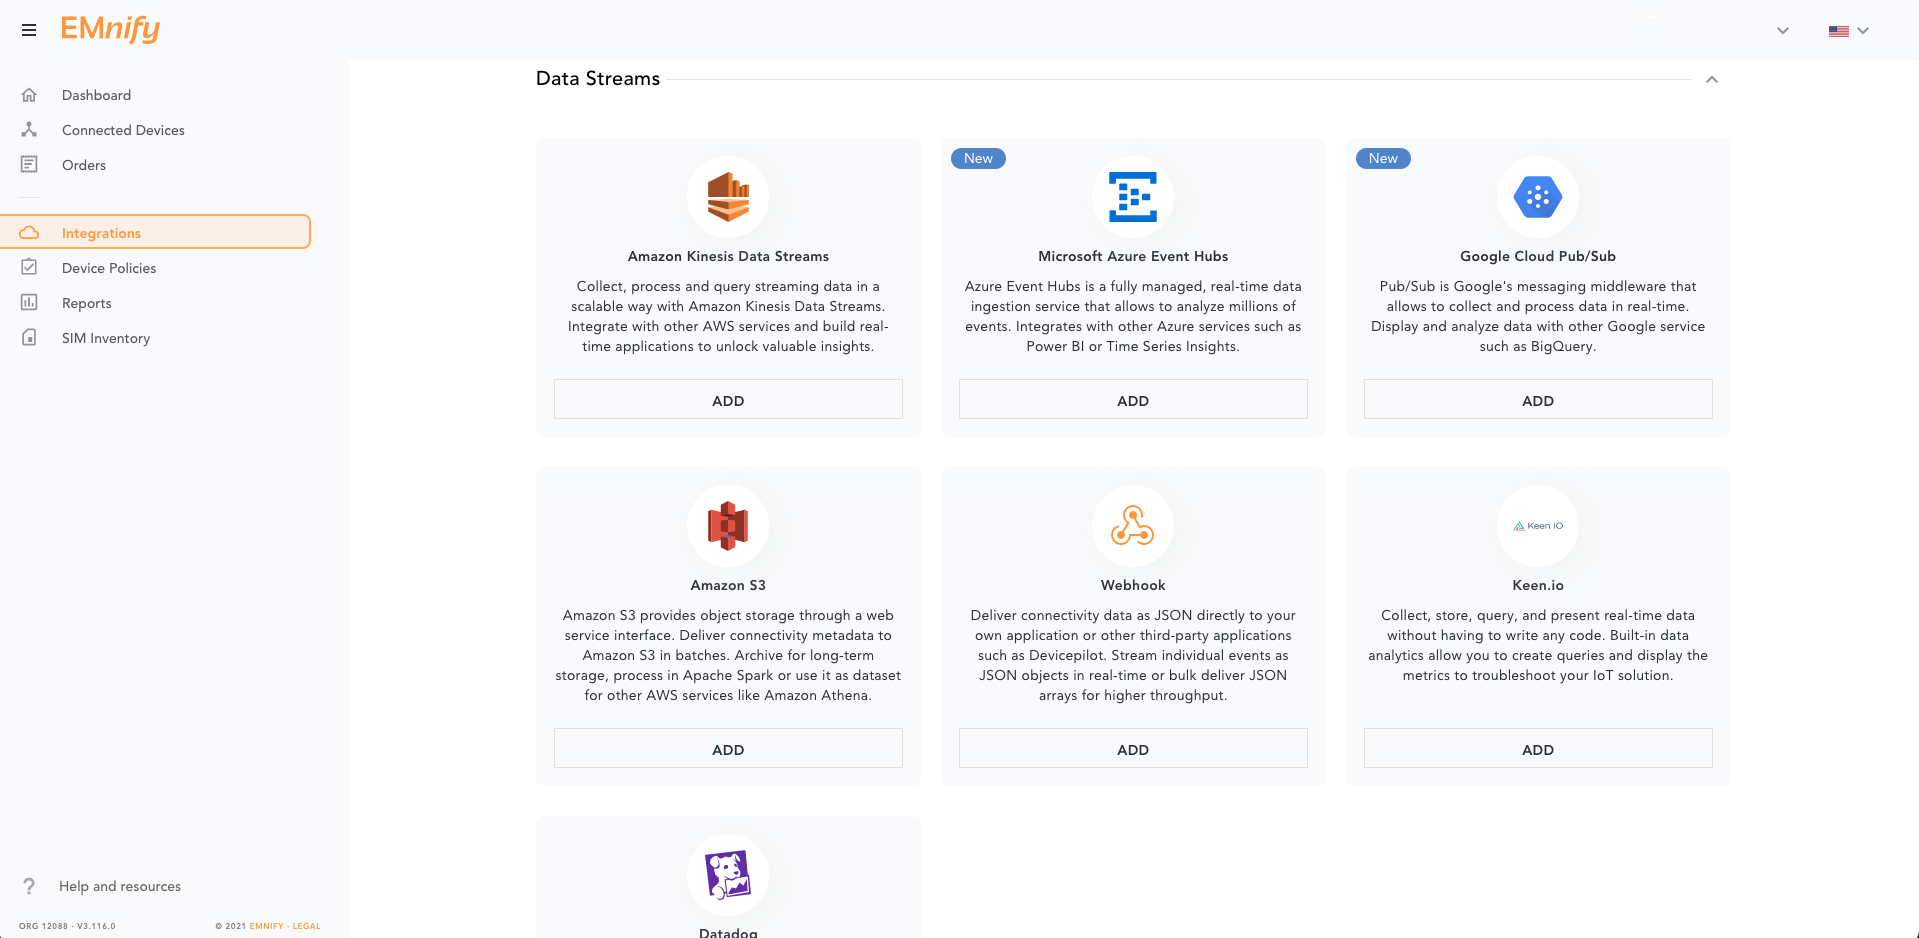 EMnify
Dashboard
Connected Devices
Orders
Integrations
Device Policies
Reports
SIM Inventory
Help and resources
ORG 12088 · V3.116.0
© 2021 EMNIFY · LEGAL
Data Streams
Amazon Kinesis Data Streams
Collect, process and query streaming data in a
scalable way with Amazon Kinesis Data Streams.
Integrate with other AWS services and build real-
time applications to unlock valuable insights.
ADD
New
Microsoft Azure Event Hubs
Azure Event Hubs is a fully managed, real-time data
ingestion service that allows to analyze millions of
events. Integrates with other Azure services such as
Power BI or Time Series Insights.
ADD
New
Google Cloud Pub/Sub
Pub/Sub is Google's messaging middleware that
allows to collect and process data in real-time.
Display and analyze data with other Google service
such as BigQuery.
ADD
Amazon S3
Amazon S3 provides object storage through a web
service interface. Deliver connectivity metadata to
Amazon S3 in batches. Archive for long-term
storage, process in Apache Spark or use it as dataset
for other AWS services like Amazon Athena.
ADD
Webhook
Deliver connectivity data as JSON directly to your
own application or other third-party applications
such as Devicepilot. Stream individual events as
JSON objects in real-time or bulk deliver JSON
arrays for higher throughput.
ADD
Keen IO
Keen.io
Collect, store, query, and present real-time data
without having to write any code. Built-in data
analytics allow you to create queries and display the
metrics to troubleshoot your IoT solution.
ADD
Datadog